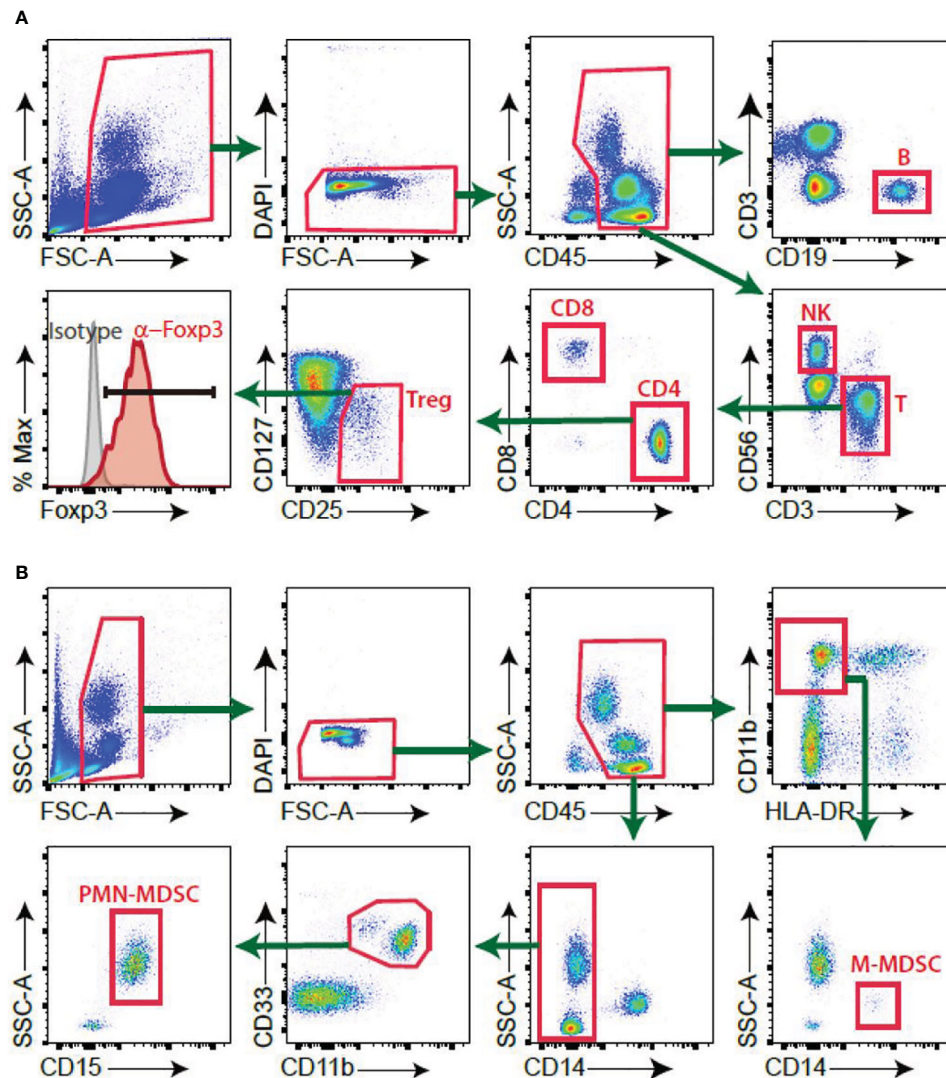 A
SSC-A
FSC-A
DAPI
FSC-A
SSC-A
CD45
CD3
B
CD19
% Max
Isotype
α–Foxp3
Foxp3
CD127
Treg
CD25
CD8
CD8
CD4
CD4
CD56
NK
T
CD3
B
SSC-A
FSC-A
DAPI
FSC-A
SSC-A
CD45
CD11b
HLA-DR
SSC-A
PMN-MDSC
CD15
CD33
CD11b
SSC-A
CD14
SSC-A
M-MDSC
CD14